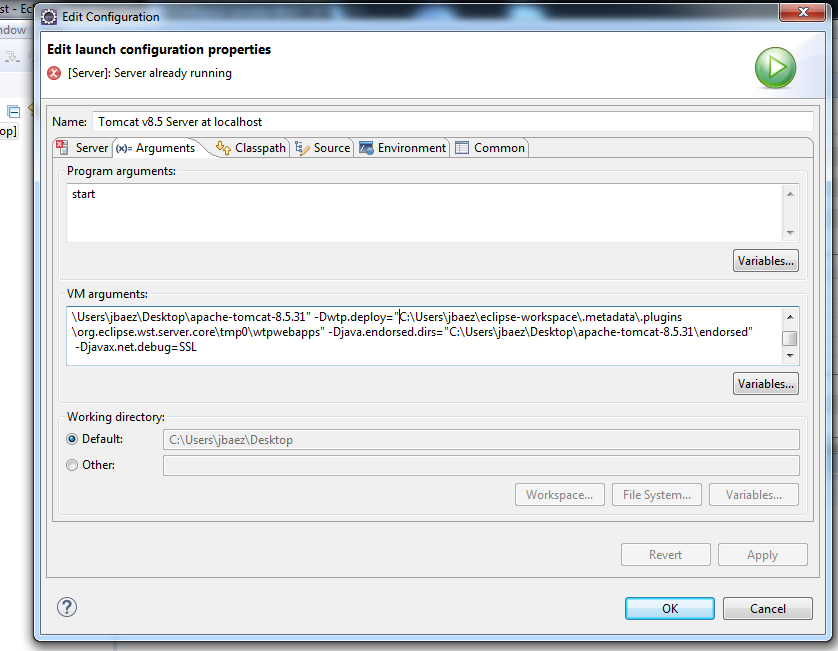 st - Ecl
Edit Configuration
ndow
Edit launch configuration properties
[Server]: Server already running
op]
Name: Tomcat v8.5 Server at localhost
Server (x)= Arguments Classpath Source Environment Common
Program arguments:
start
Variables...
VM arguments:
\Users\jbaez\Desktop\apache-tomcat-8.5.31" -Dwtp.deploy="C:\Users\jbaez\eclipse-workspace\.metadata\.plugins
\org.eclipse.wst.server.core\tmp0\wtpwebapps" -Djava.endorsed.dirs="C:\Users\jbaez\Desktop\apache-tomcat-8.5.31\endorsed"
-Djavax.net.debug=SSL
Variables...
Working directory:
Default: C:\Users\jbaez\Desktop
Other:
Workspace... File System... Variables...
Revert Apply
? OK Cancel